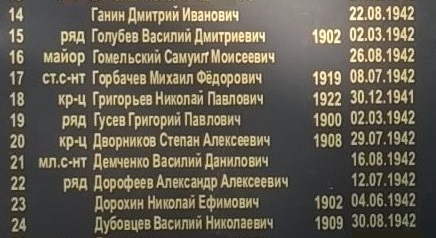 14 Ганин Дмитрий Иванович 22.08.1942
15 ряд Голубев Василий Дмитриевич 1902 02.03.1942
16 майор Гомельский Самуил Моисеевич 26.08.1942
17 ст.с-нт Горбачев Михаил Фёдорович 1919 08.07.1942
18 кр-ц Григорьев Николай Павлович 1922 30.12.1941
19 ряд Гусев Григорий Павлович 1900 02.03.1942
20 кр-ц Дворников Степан Алексеевич 1908 29.07.1942
21 мл.с-нт Демченко Василий Данилович 16.08.1942
22 ряд Дорофеев Александр Алексеевич 12.07.1942
23 Дорохин Николай Ефимович 1902 04.06.1942
24 Дубовцев Василий Николаевич 1909 30.08.1942